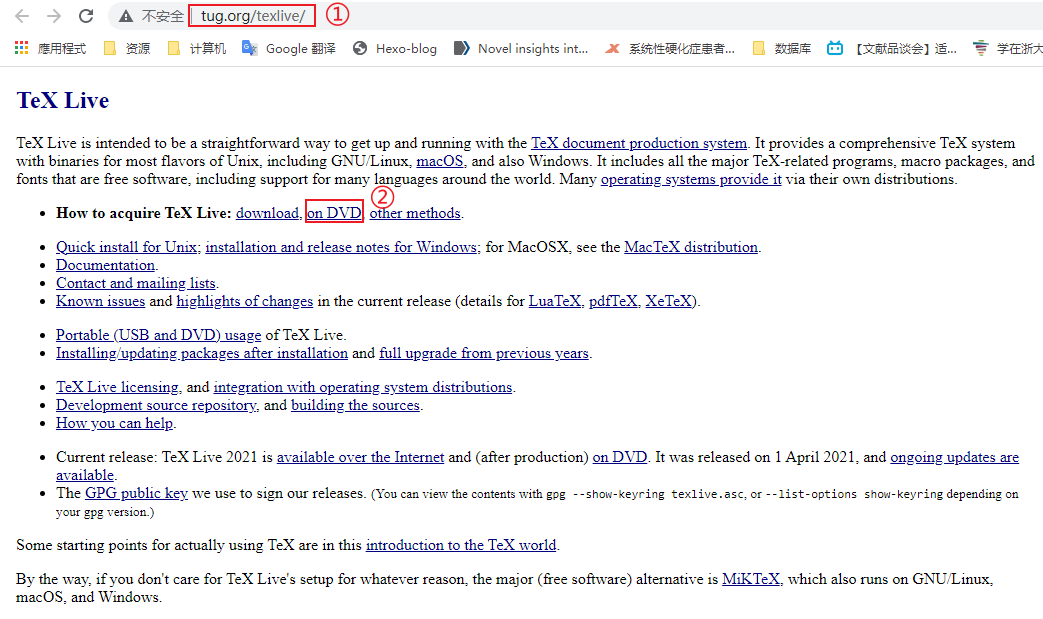 不安全 tug.org/texlive/ ①
应用程式 资源 计算机 Google 翻译 Hexo-blog Novel insights int... 系统性硬化症患者... 数据库 【文献品谈会】适... 学在浙大
TeX Live
TeX Live is intended to be a straightforward way to get up and running with the TeX document production system. It provides a comprehensive TeX system
with binaries for most flavors of Unix, including GNU/Linux, macOS, and also Windows. It includes all the major TeX-related programs, macro packages, and
fonts that are free software, including support for many languages around the world. Many operating systems provide it via their own distributions.
②
• How to acquire TeX Live: download, on DVD, other methods.
• Quick install for Unix; installation and release notes for Windows; for MacOSX, see the MacTeX distribution.
• Documentation.
• Contact and mailing lists.
• Known issues and highlights of changes in the current release (details for LuaTeX, pdfTeX, XeTeX).
• Portable (USB and DVD) usage of TeX Live.
• Installing/updating packages after installation and full upgrade from previous years.
• TeX Live licensing, and integration with operating system distributions.
• Development source repository, and building the sources.
• How you can help.
• Current release: TeX Live 2021 is available over the Internet and (after production) on DVD. It was released on 1 April 2021, and ongoing updates are
available.
• The GPG public key we use to sign our releases. (You can view the contents with gpg --show-keyring texlive.asc, or --list-options show-keyring depending on
your gpg version.)
Some starting points for actually using TeX are in this introduction to the TeX world.
By the way, if you don't care for TeX Live's setup for whatever reason, the major (free software) alternative is MiKTeX, which also runs on GNU/Linux,
macOS, and Windows.